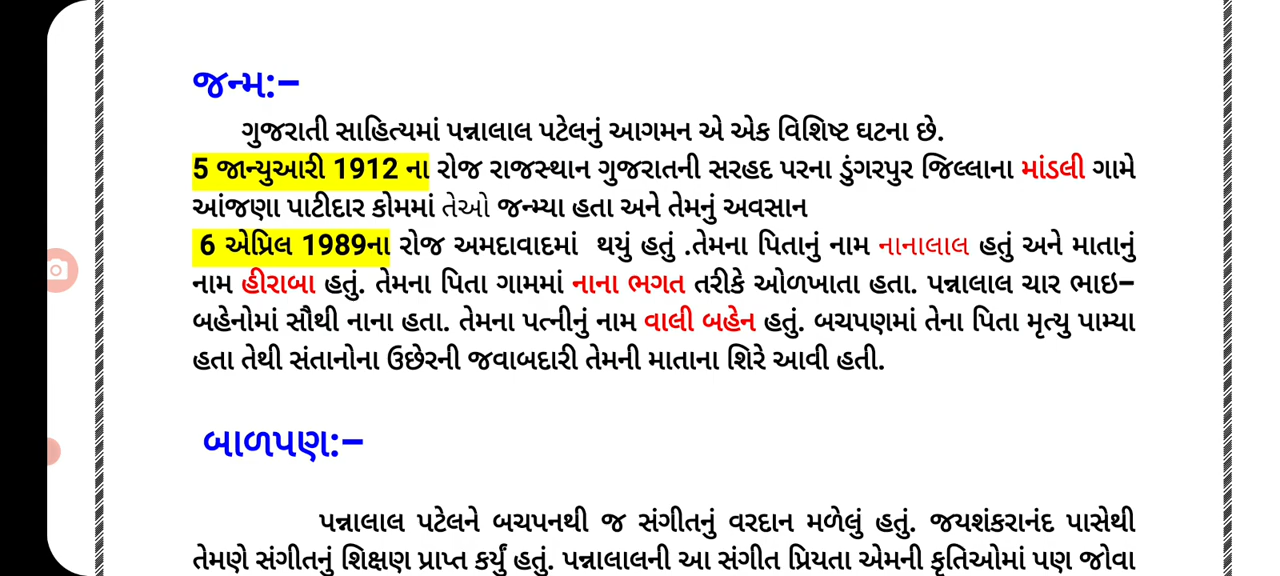 જન્મ:–
ગુજરાતી સાહિત્યમાં પન્નાલાલ પટેલનું આગમન એ એક વિશિષ્ટ ઘટના છે.
5 જાન્યુઆરી 1912 ના રોજ રાજસ્થાન ગુજરાતની સરહદ પરના ડુંગરપુર જિલ્લાના માંડલી ગામે
આંજણા પાટીદાર કોમમાં તેઓ જન્મ્યા હતા અને તેમનું અવસાન
6 એપ્રિલ 1989ના રોજ અમદાવાદમાં થયું હતું .તેમના પિતાનું નામ નાનાલાલ હતું અને માતાનું
નામ હીરાબા હતું. તેમના પિતા ગામમાં નાના ભગત તરીકે ઓળખાતા હતા. પન્નાલાલ ચાર ભાઇ–
બહેનોમાં સૌથી નાના હતા. તેમના પત્નીનું નામ વાલી બહેન હતું. બચપણમાં તેના પિતા મૃત્યુ પામ્યા
હતા તેથી સંતાનોના ઉછેરની જવાબદારી તેમની માતાના શિરે આવી હતી.
બાળપણ:–
પન્નાલાલ પટેલને બચપનથી જ સંગીતનું વરદાન મળેલું હતું. જયશંકરાનંદ પાસેથી
તેમણે સંગીતનું શિક્ષણ પ્રાપ્ત કર્યું હતું. પન્નાલાલની આ સંગીત પ્રિયતા એમની કૃતિઓમાં પણ જોવા